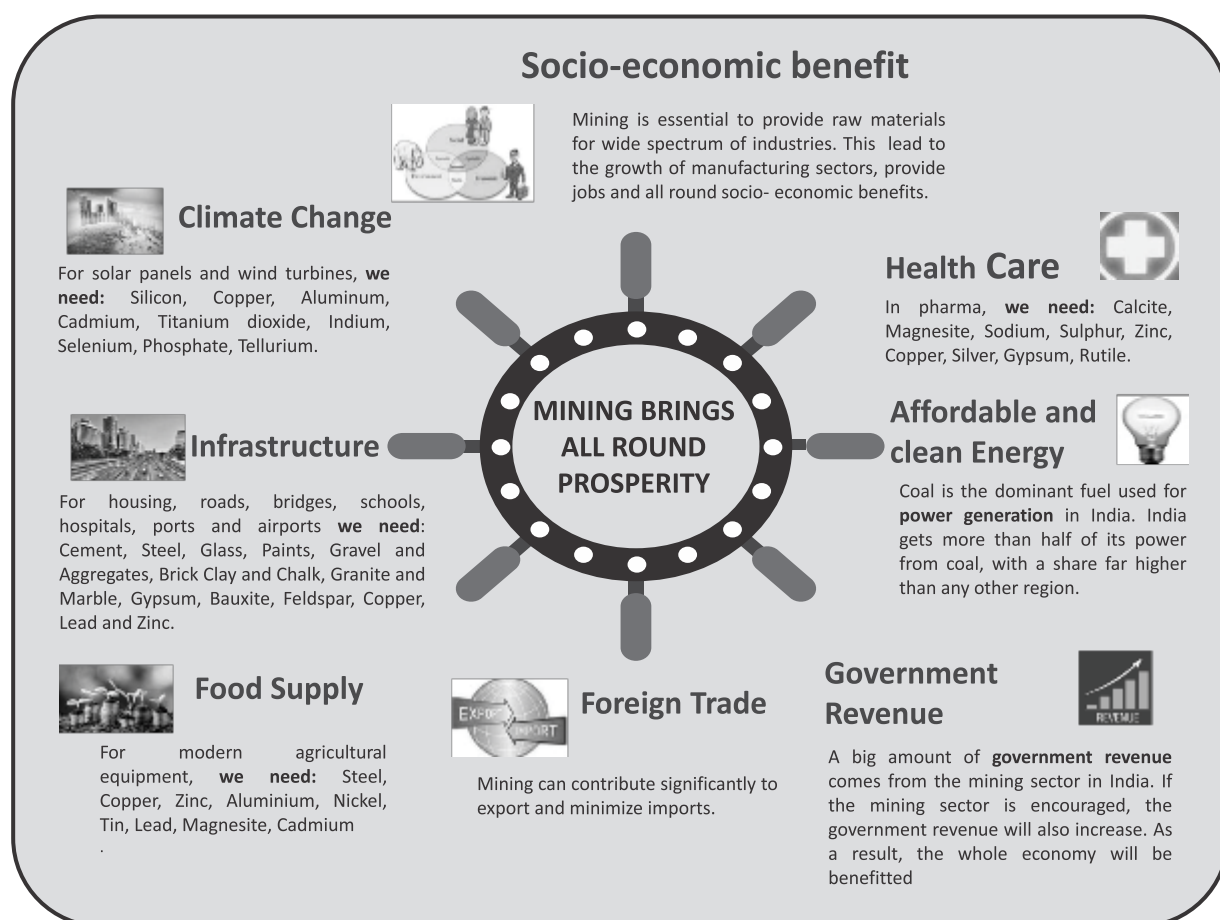 Socio-economic benefit
Mining is essential to provide raw materials
for wide spectrum of industries. This lead to
the growth of manufacturing sectors, provide
jobs and all round socio- economic benefits.
Climate Change
For solar panels and wind turbines, we
need: Silicon, Copper, Aluminum,
Cadmium, Titanium dioxide, Indium,
Selenium, Phosphate, Tellurium.
Health Care
In pharma, we need: Calcite,
Magnesite, Sodium, Sulphur, Zinc,
Copper, Silver, Gypsum, Rutile.
MINING BRINGS
ALL ROUND
PROSPERITY
Infrastructure
For housing, roads, bridges, schools,
hospitals, ports and airports we need:
Cement, Steel, Glass, Paints, Gravel and
Aggregates, Brick Clay and Chalk, Granite and
Marble, Gypsum, Bauxite, Feldspar, Copper,
Lead and Zinc.
Affordable and
clean Energy
Coal is the dominant fuel used for
power generation in India. India
gets more than half of its power
from coal, with a share far higher
than any other region.
Food Supply
For modern agricultural
equipment, we need: Steel,
Copper, Zinc, Aluminium, Nickel,
Tin, Lead, Magnesite, Cadmium
.
EXPORT
IMPORT
Foreign Trade
Mining can contribute significantly to
export and minimize imports.
Government
Revenue
REVENUE
A big amount of government revenue
comes from the mining sector in India. If
the mining sector is encouraged, the
government revenue will also increase. As
a result, the whole economy will be
benefitted